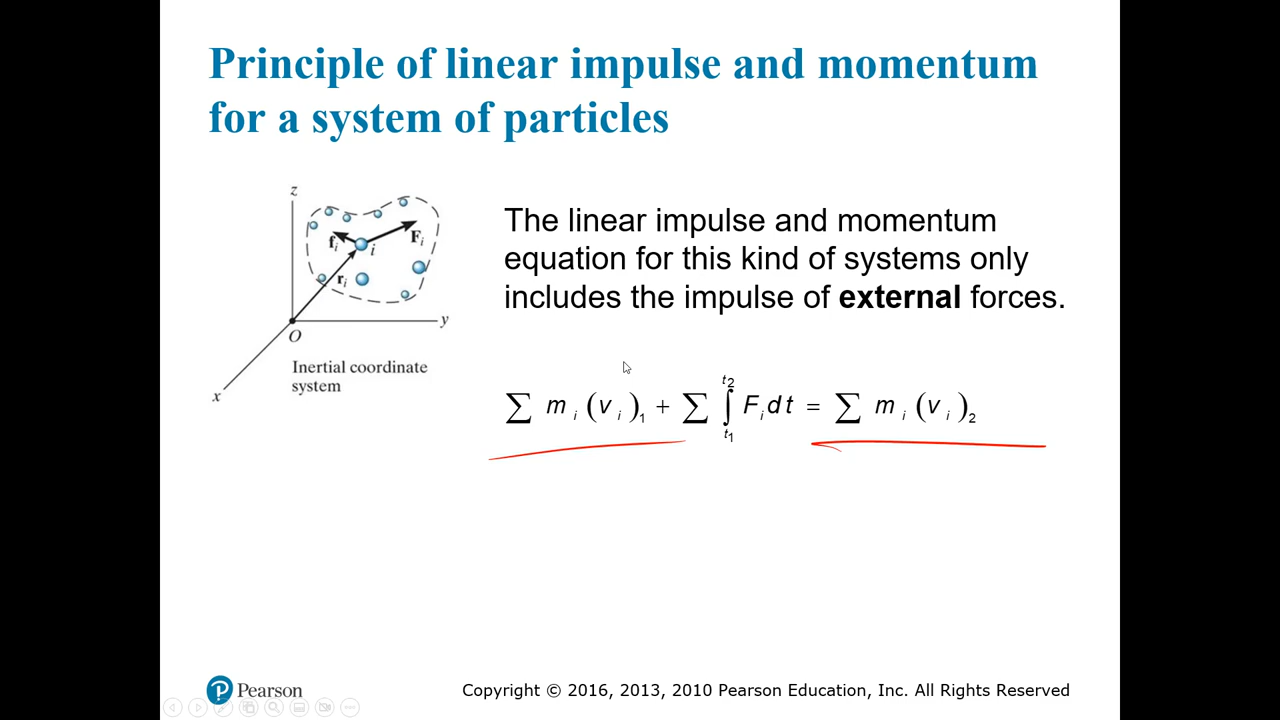 Principle of linear impulse and momentum
for a system of particles
z
f_i
F_i
i
r_i
y
O
x
Inertial coordinate
system
The linear impulse and momentum
equation for this kind of systems only
includes the impulse of external forces.
∑ m_i (v_i)_1 + ∑ ∫_{t_1}^{t_2} F_i dt = ∑ m_i (v_i)_2
Pearson
Copyright © 2016, 2013, 2010 Pearson Education, Inc. All Rights Reserved